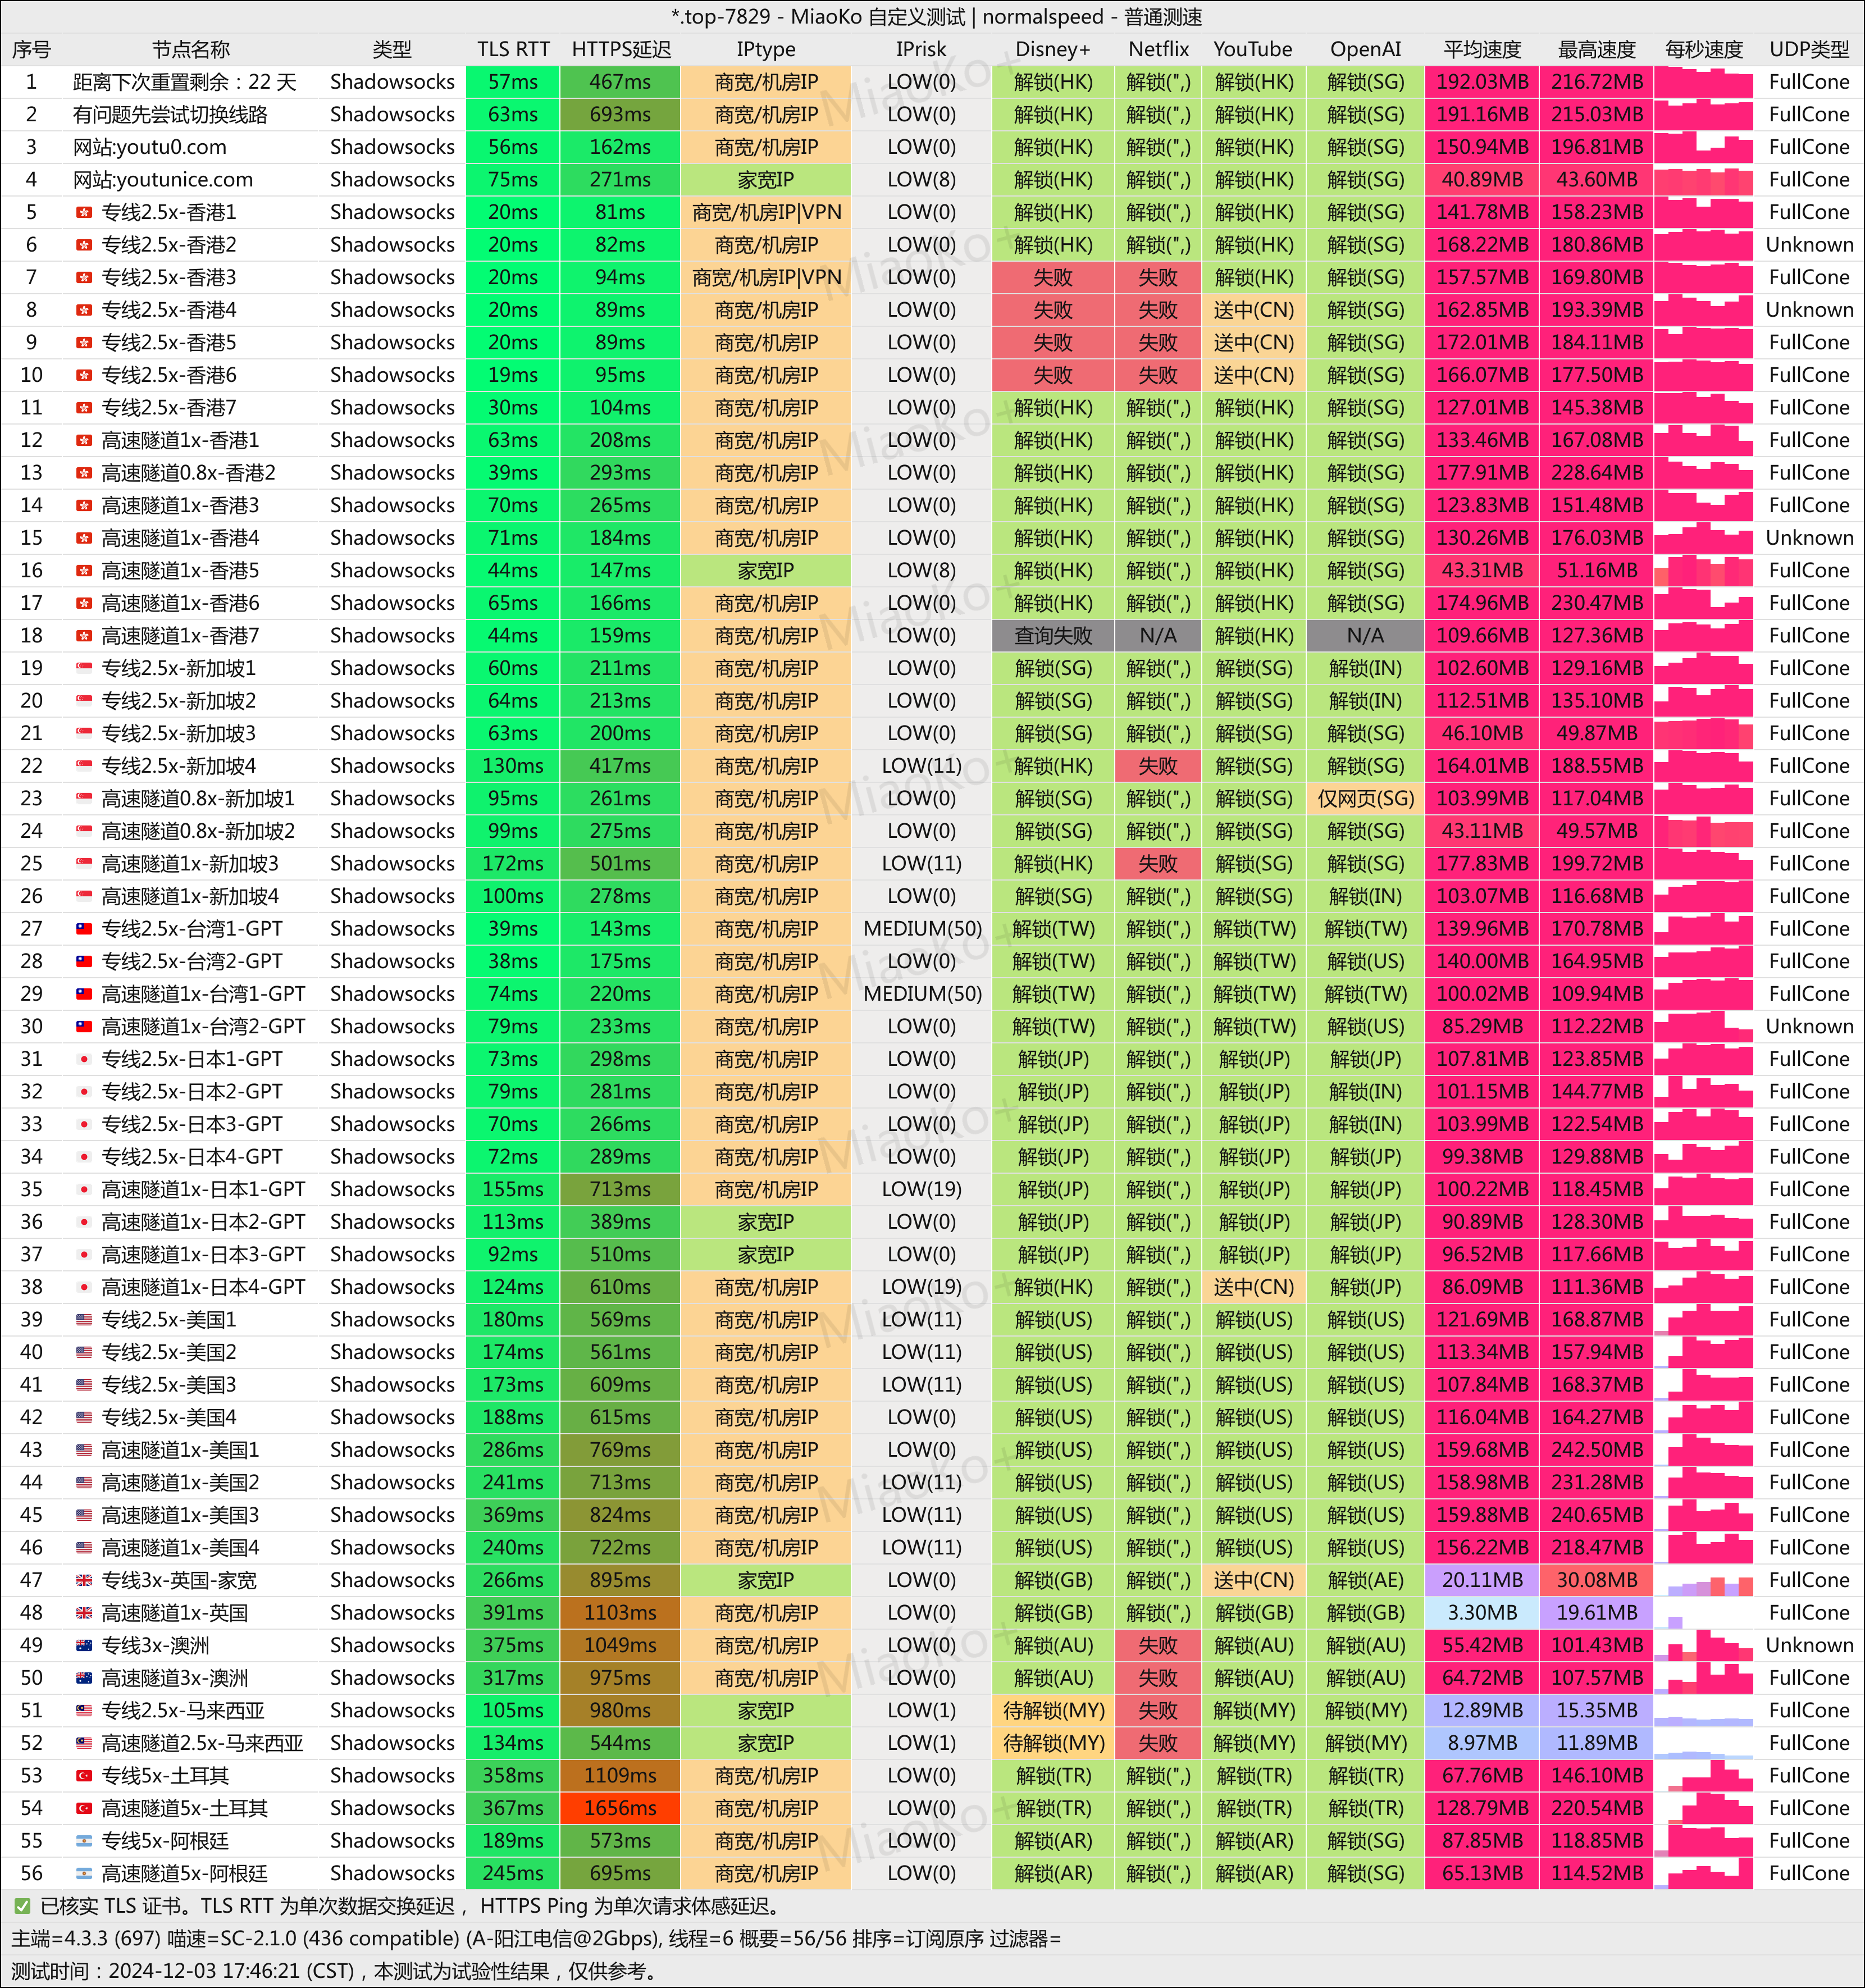 *.top-7829 - MiaoKo 自定义测试 | normalspeed - 普通测速
序号 节点名称 类型 TLS RTT HTTPS延迟 IPtype IPrisk Disney+ Netflix YouTube OpenAI 平均速度 最高速度 每秒速度 UDP类型
1 距离下次重置剩余：22 天 Shadowsocks 57ms 467ms 商宽/机房IP LOW(0) 解锁(HK) 解锁(",) 解锁(HK) 解锁(SG) 192.03MB 216.72MB FullCone
2 有问题先尝试切换线路 Shadowsocks 63ms 693ms 商宽/机房IP LOW(0) 解锁(HK) 解锁(",) 解锁(HK) 解锁(SG) 191.16MB 215.03MB FullCone
3 网站:youtu0.com Shadowsocks 56ms 162ms 商宽/机房IP LOW(0) 解锁(HK) 解锁(",) 解锁(HK) 解锁(SG) 150.94MB 196.81MB FullCone
4 网站:youtunice.com Shadowsocks 75ms 271ms 家宽IP LOW(8) 解锁(HK) 解锁(",) 解锁(HK) 解锁(SG) 40.89MB 43.60MB FullCone
5 专线2.5x-香港1 Shadowsocks 20ms 81ms 商宽/机房IP|VPN LOW(0) 解锁(HK) 解锁(",) 解锁(HK) 解锁(SG) 141.78MB 158.23MB FullCone
6 专线2.5x-香港2 Shadowsocks 20ms 82ms 商宽/机房IP LOW(0) 解锁(HK) 解锁(",) 解锁(HK) 解锁(SG) 168.22MB 180.86MB Unknown
7 专线2.5x-香港3 Shadowsocks 20ms 94ms 商宽/机房IP|VPN LOW(0) 失败 失败 解锁(HK) 解锁(SG) 157.57MB 169.80MB FullCone
8 专线2.5x-香港4 Shadowsocks 20ms 89ms 商宽/机房IP LOW(0) 失败 失败 送中(CN) 解锁(SG) 162.85MB 193.39MB Unknown
9 专线2.5x-香港5 Shadowsocks 20ms 89ms 商宽/机房IP LOW(0) 失败 失败 送中(CN) 解锁(SG) 172.01MB 184.11MB FullCone
10 专线2.5x-香港6 Shadowsocks 19ms 95ms 商宽/机房IP LOW(0) 失败 失败 送中(CN) 解锁(SG) 166.07MB 177.50MB FullCone
11 专线2.5x-香港7 Shadowsocks 30ms 104ms 商宽/机房IP LOW(0) 解锁(HK) 解锁(",) 解锁(HK) 解锁(SG) 127.01MB 145.38MB FullCone
12 高速隧道1x-香港1 Shadowsocks 63ms 208ms 商宽/机房IP LOW(0) 解锁(HK) 解锁(",) 解锁(HK) 解锁(SG) 133.46MB 167.08MB FullCone
13 高速隧道0.8x-香港2 Shadowsocks 39ms 293ms 商宽/机房IP LOW(0) 解锁(HK) 解锁(",) 解锁(HK) 解锁(SG) 177.91MB 228.64MB FullCone
14 高速隧道1x-香港3 Shadowsocks 70ms 265ms 商宽/机房IP LOW(0) 解锁(HK) 解锁(",) 解锁(HK) 解锁(SG) 123.83MB 151.48MB FullCone
15 高速隧道1x-香港4 Shadowsocks 71ms 184ms 商宽/机房IP LOW(0) 解锁(HK) 解锁(",) 解锁(HK) 解锁(SG) 130.26MB 176.03MB Unknown
16 高速隧道1x-香港5 Shadowsocks 44ms 147ms 家宽IP LOW(8) 解锁(HK) 解锁(",) 解锁(HK) 解锁(SG) 43.31MB 51.16MB FullCone
17 高速隧道1x-香港6 Shadowsocks 65ms 166ms 商宽/机房IP LOW(0) 解锁(HK) 解锁(",) 解锁(HK) 解锁(SG) 174.96MB 230.47MB FullCone
18 高速隧道1x-香港7 Shadowsocks 44ms 159ms 商宽/机房IP LOW(0) 查询失败 N/A 解锁(HK) N/A 109.66MB 127.36MB FullCone
19 专线2.5x-新加坡1 Shadowsocks 60ms 211ms 商宽/机房IP LOW(0) 解锁(SG) 解锁(",) 解锁(SG) 解锁(IN) 102.60MB 129.16MB FullCone
20 专线2.5x-新加坡2 Shadowsocks 64ms 213ms 商宽/机房IP LOW(0) 解锁(SG) 解锁(",) 解锁(SG) 解锁(IN) 112.51MB 135.10MB FullCone
21 专线2.5x-新加坡3 Shadowsocks 63ms 200ms 商宽/机房IP LOW(0) 解锁(SG) 解锁(",) 解锁(SG) 解锁(SG) 46.10MB 49.87MB FullCone
22 专线2.5x-新加坡4 Shadowsocks 130ms 417ms 商宽/机房IP LOW(11) 解锁(HK) 失败 解锁(SG) 解锁(SG) 164.01MB 188.55MB FullCone
23 高速隧道0.8x-新加坡1 Shadowsocks 95ms 261ms 商宽/机房IP LOW(0) 解锁(SG) 解锁(",) 解锁(SG) 仅网页(SG) 103.99MB 117.04MB FullCone
24 高速隧道0.8x-新加坡2 Shadowsocks 99ms 275ms 商宽/机房IP LOW(0) 解锁(SG) 解锁(",) 解锁(SG) 解锁(SG) 43.11MB 49.57MB FullCone
25 高速隧道1x-新加坡3 Shadowsocks 172ms 501ms 商宽/机房IP LOW(11) 解锁(HK) 失败 解锁(SG) 解锁(SG) 177.83MB 199.72MB FullCone
26 高速隧道1x-新加坡4 Shadowsocks 100ms 278ms 商宽/机房IP LOW(0) 解锁(SG) 解锁(",) 解锁(SG) 解锁(IN) 103.07MB 116.68MB FullCone
27 专线2.5x-台湾1-GPT Shadowsocks 39ms 143ms 商宽/机房IP MEDIUM(50) 解锁(TW) 解锁(",) 解锁(TW) 解锁(TW) 139.96MB 170.78MB FullCone
28 专线2.5x-台湾2-GPT Shadowsocks 38ms 175ms 商宽/机房IP LOW(0) 解锁(TW) 解锁(",) 解锁(TW) 解锁(US) 140.00MB 164.95MB FullCone
29 高速隧道1x-台湾1-GPT Shadowsocks 74ms 220ms 商宽/机房IP MEDIUM(50) 解锁(TW) 解锁(",) 解锁(TW) 解锁(TW) 100.02MB 109.94MB FullCone
30 高速隧道1x-台湾2-GPT Shadowsocks 79ms 233ms 商宽/机房IP LOW(0) 解锁(TW) 解锁(",) 解锁(TW) 解锁(US) 85.29MB 112.22MB Unknown
31 专线2.5x-日本1-GPT Shadowsocks 73ms 298ms 商宽/机房IP LOW(0) 解锁(JP) 解锁(",) 解锁(JP) 解锁(JP) 107.81MB 123.85MB FullCone
32 专线2.5x-日本2-GPT Shadowsocks 79ms 281ms 商宽/机房IP LOW(0) 解锁(JP) 解锁(",) 解锁(JP) 解锁(IN) 101.15MB 144.77MB FullCone
33 专线2.5x-日本3-GPT Shadowsocks 70ms 266ms 商宽/机房IP LOW(0) 解锁(JP) 解锁(",) 解锁(JP) 解锁(IN) 103.99MB 122.54MB FullCone
34 专线2.5x-日本4-GPT Shadowsocks 72ms 289ms 商宽/机房IP LOW(0) 解锁(JP) 解锁(",) 解锁(JP) 解锁(JP) 99.38MB 129.88MB FullCone
35 高速隧道1x-日本1-GPT Shadowsocks 155ms 713ms 商宽/机房IP LOW(19) 解锁(JP) 解锁(",) 解锁(JP) 解锁(JP) 100.22MB 118.45MB FullCone
36 高速隧道1x-日本2-GPT Shadowsocks 113ms 389ms 家宽IP LOW(0) 解锁(JP) 解锁(",) 解锁(JP) 解锁(JP) 90.89MB 128.30MB FullCone
37 高速隧道1x-日本3-GPT Shadowsocks 92ms 510ms 家宽IP LOW(0) 解锁(JP) 解锁(",) 解锁(JP) 解锁(JP) 96.52MB 117.66MB FullCone
38 高速隧道1x-日本4-GPT Shadowsocks 124ms 610ms 商宽/机房IP LOW(19) 解锁(HK) 解锁(",) 送中(CN) 解锁(JP) 86.09MB 111.36MB FullCone
39 专线2.5x-美国1 Shadowsocks 180ms 569ms 商宽/机房IP LOW(11) 解锁(US) 解锁(",) 解锁(US) 解锁(US) 121.69MB 168.87MB FullCone
40 专线2.5x-美国2 Shadowsocks 174ms 561ms 商宽/机房IP LOW(11) 解锁(US) 解锁(",) 解锁(US) 解锁(US) 113.34MB 157.94MB FullCone
41 专线2.5x-美国3 Shadowsocks 173ms 609ms 商宽/机房IP LOW(11) 解锁(US) 解锁(",) 解锁(US) 解锁(US) 107.84MB 168.37MB FullCone
42 专线2.5x-美国4 Shadowsocks 188ms 615ms 商宽/机房IP LOW(0) 解锁(US) 解锁(",) 解锁(US) 解锁(US) 116.04MB 164.27MB FullCone
43 高速隧道1x-美国1 Shadowsocks 286ms 769ms 商宽/机房IP LOW(0) 解锁(US) 解锁(",) 解锁(US) 解锁(US) 159.68MB 242.50MB FullCone
44 高速隧道1x-美国2 Shadowsocks 241ms 713ms 商宽/机房IP LOW(11) 解锁(US) 解锁(",) 解锁(US) 解锁(US) 158.98MB 231.28MB FullCone
45 高速隧道1x-美国3 Shadowsocks 369ms 824ms 商宽/机房IP LOW(11) 解锁(US) 解锁(",) 解锁(US) 解锁(US) 159.88MB 240.65MB FullCone
46 高速隧道1x-美国4 Shadowsocks 240ms 722ms 商宽/机房IP LOW(11) 解锁(US) 解锁(",) 解锁(US) 解锁(US) 156.22MB 218.47MB FullCone
47 专线3x-英国-家宽 Shadowsocks 266ms 895ms 家宽IP LOW(0) 解锁(GB) 解锁(",) 送中(CN) 解锁(AE) 20.11MB 30.08MB FullCone
48 高速隧道1x-英国 Shadowsocks 391ms 1103ms 商宽/机房IP LOW(0) 解锁(GB) 解锁(",) 解锁(GB) 解锁(GB) 3.30MB 19.61MB FullCone
49 专线3x-澳洲 Shadowsocks 375ms 1049ms 商宽/机房IP LOW(0) 解锁(AU) 失败 解锁(AU) 解锁(AU) 55.42MB 101.43MB Unknown
50 高速隧道3x-澳洲 Shadowsocks 317ms 975ms 商宽/机房IP LOW(0) 解锁(AU) 失败 解锁(AU) 解锁(AU) 64.72MB 107.57MB FullCone
51 专线2.5x-马来西亚 Shadowsocks 105ms 980ms 家宽IP LOW(1) 待解锁(MY) 失败 解锁(MY) 解锁(MY) 12.89MB 15.35MB FullCone
52 高速隧道2.5x-马来西亚 Shadowsocks 134ms 544ms 家宽IP LOW(1) 待解锁(MY) 失败 解锁(MY) 解锁(MY) 8.97MB 11.89MB FullCone
53 专线5x-土耳其 Shadowsocks 358ms 1109ms 商宽/机房IP LOW(0) 解锁(TR) 解锁(",) 解锁(TR) 解锁(TR) 67.76MB 146.10MB FullCone
54 高速隧道5x-土耳其 Shadowsocks 367ms 1656ms 商宽/机房IP LOW(0) 解锁(TR) 解锁(",) 解锁(TR) 解锁(TR) 128.79MB 220.54MB FullCone
55 专线5x-阿根廷 Shadowsocks 189ms 573ms 商宽/机房IP LOW(0) 解锁(AR) 解锁(",) 解锁(AR) 解锁(SG) 87.85MB 118.85MB FullCone
56 高速隧道5x-阿根廷 Shadowsocks 245ms 695ms 商宽/机房IP LOW(0) 解锁(AR) 解锁(",) 解锁(AR) 解锁(SG) 65.13MB 114.52MB FullCone
✅ 已核实 TLS 证书。TLS RTT 为单次数据交换延迟， HTTPS Ping 为单次请求体感延迟。
主端=4.3.3 (697) 喵速=SC-2.1.0 (436 compatible) (A-阳江电信@2Gbps), 线程=6 概要=56/56 排序=订阅原序 过滤器=
测试时间：2024-12-03 17:46:21 (CST)，本测试为试验性结果，仅供参考。